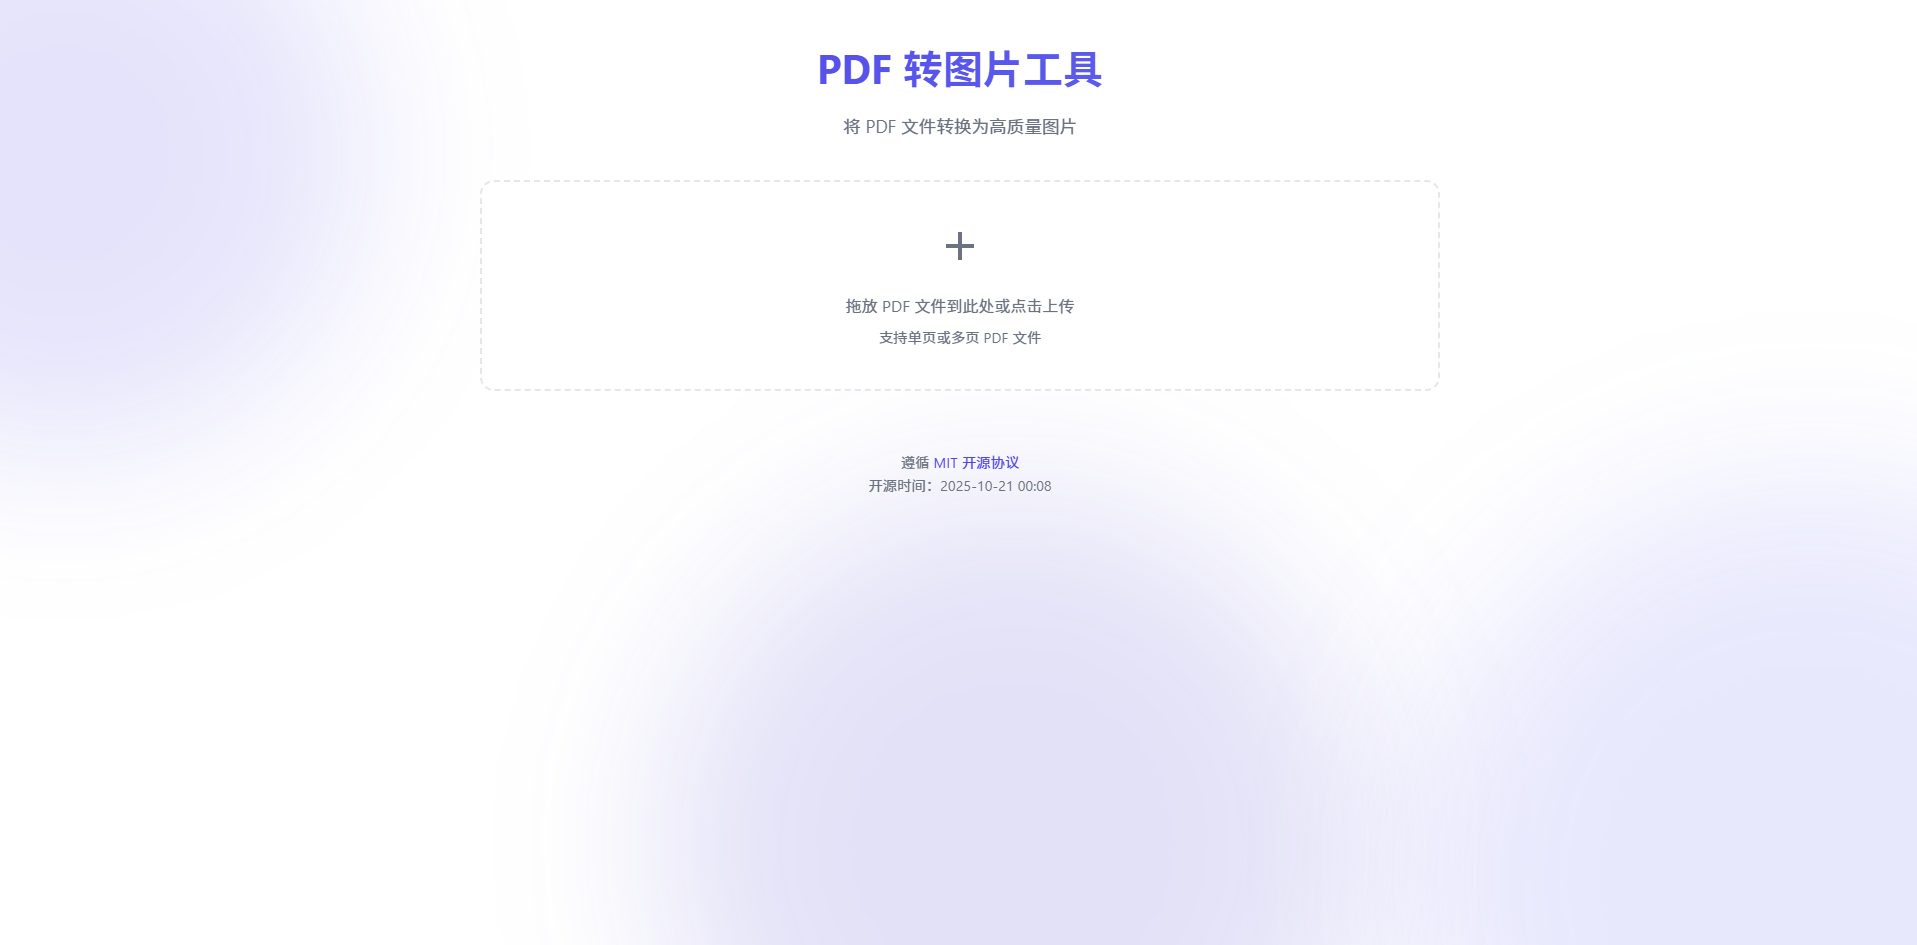 PDF 转图片工具
将 PDF 文件转换为高质量图片
拖放 PDF 文件到此处或点击上传
支持单页或多页 PDF 文件
遵循 MIT 开源协议
开源时间：2025-10-21 00:08